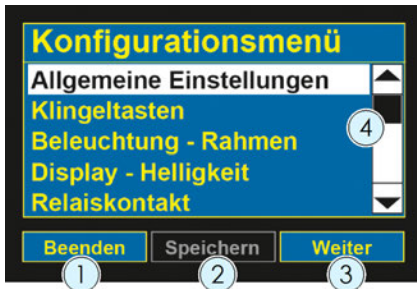 Konfigurationsmenü
Allgemeine Einstellungen
Klingeltasten
Beleuchtung - Rahmen
Display - Helligkeit
Relaiskontakt
4
Beenden Speichern Weiter
1 2 3